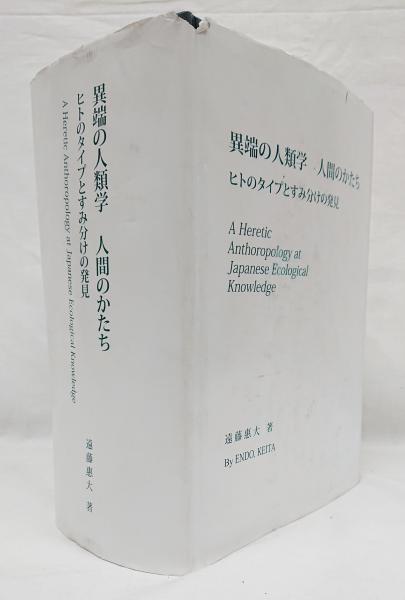 異端の人類学　人間のかたち
ヒトのタイプとすみ分けの発見
A Heretic Anthoropology at Japanese Ecological Knowledge
遠藤惠大 著
異端の人類学　人間のかたち
ヒトのタイプとすみ分けの発見
A Heretic
Anthoropology at
Japanese Ecological
Knowledge
遠藤惠大 著
By ENDO, KEITA